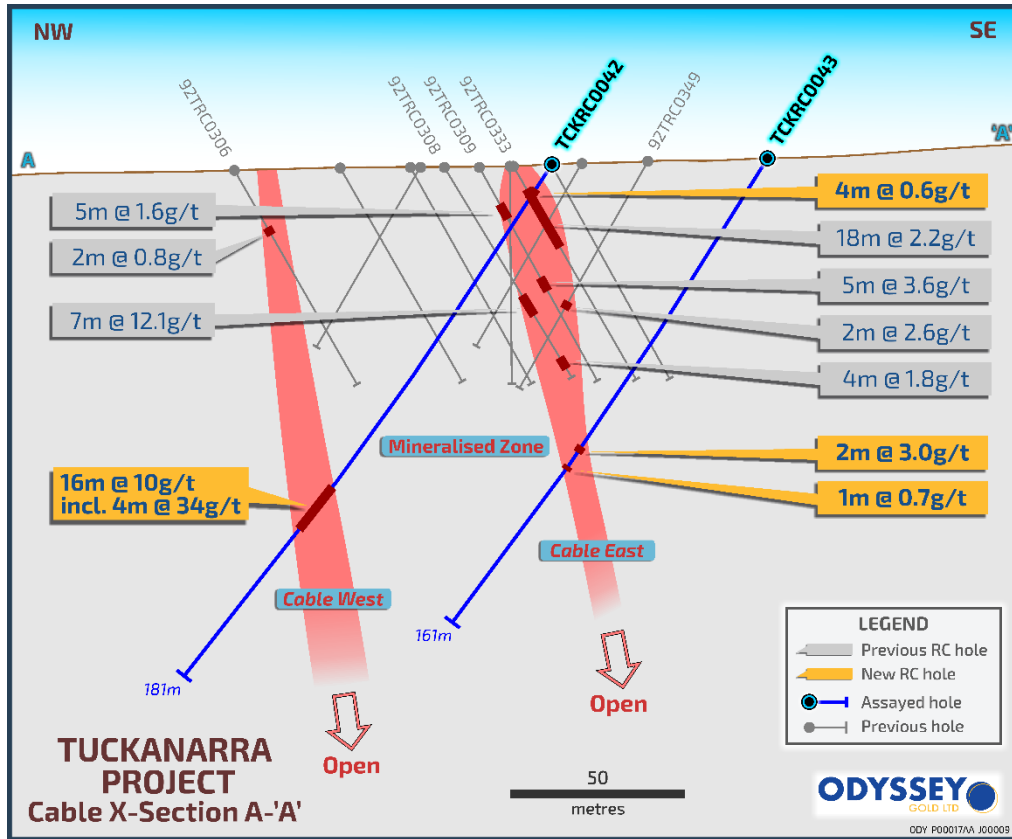 NW
SE
92TRC0306
92TRC0308
92TRC0309
92TRC0333
TCKRC0042
92TRC0349
TCKRC0043
A
'A'
5m @ 1.6g/t
2m @ 0.8g/t
7m @ 12.1g/t
16m @ 10g/t
incl. 4m @ 34g/t
4m @ 0.6g/t
18m @ 2.2g/t
5m @ 3.6g/t
2m @ 2.6g/t
4m @ 1.8g/t
2m @ 3.0g/t
1m @ 0.7g/t
Mineralised Zone
Cable East
Cable West
161m
181m
Open
Open
LEGEND
Previous RC hole
New RC hole
Assayed hole
Previous hole
TUCKANARRA
PROJECT
Cable X-Section A-'A'
50
metres
ODYSSEY
GOLD LTD
ODY P00017/AA J00009